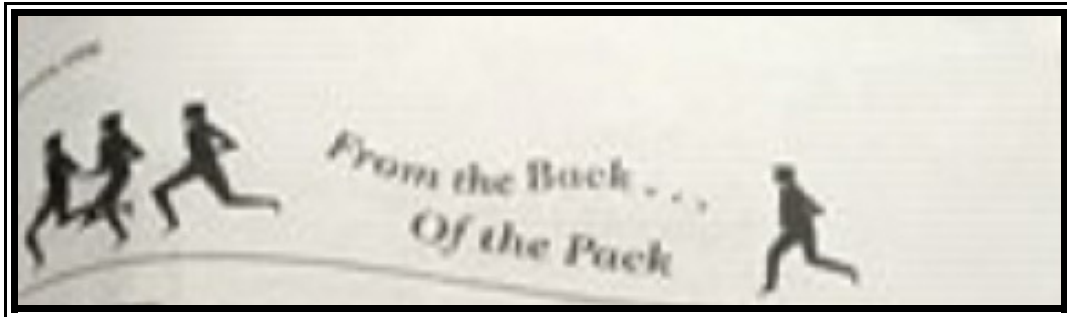 From the Back . . .
Of the Pack